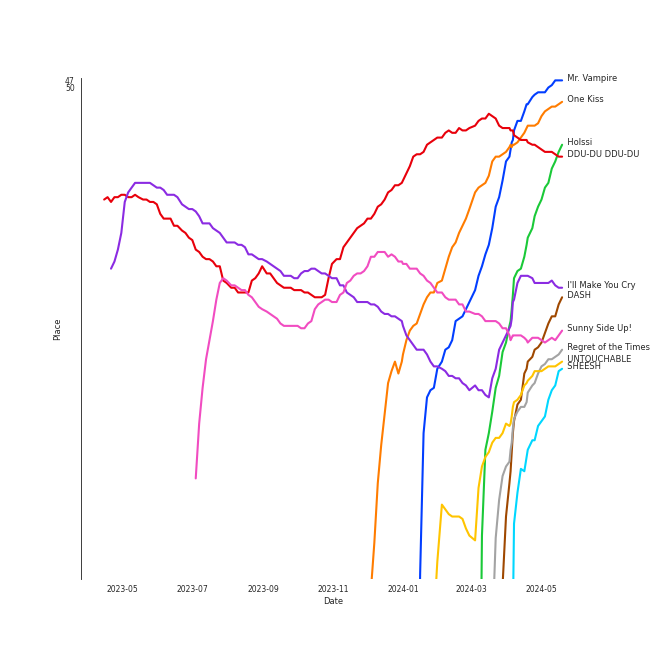 47
50
Mr. Vampire
One Kiss
Holssi
DDU-DU DDU-DU
I'll Make You Cry
DASH
Sunny Side Up!
Regret of the Times
UNTOUCHABLE
SHEESH
Place
2023-05 2023-07 2023-09 2023-11 2024-01 2024-03 2024-05
Date